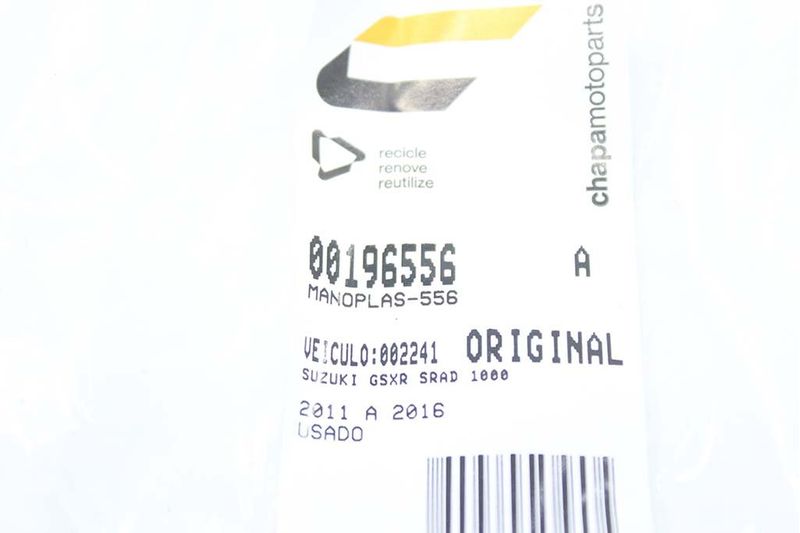 chapamotoparts
recicle
renove
reutilize
00196556 A
MANOPLAS-556
VEICULO:002241 ORIGINAL
SUZUKI GSXR SRAD 1000
2011 A 2016
USADO